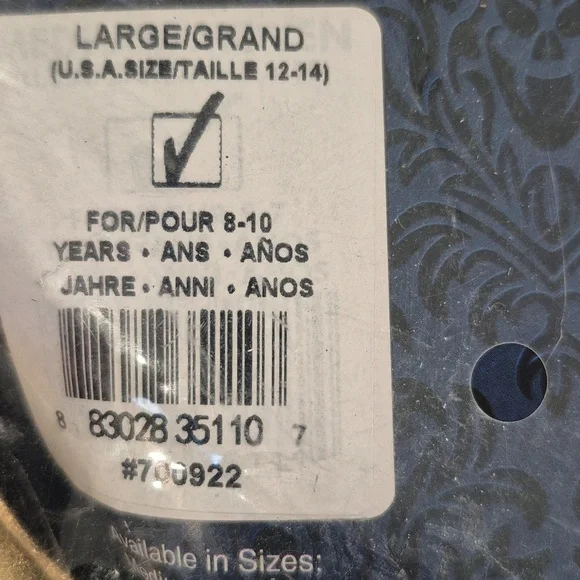 LARGE/GRAND
(U.S.A.SIZE/TAILLE 12-14)
FOR/POUR 8-10
YEARS • ANS • AÑOS
JAHRE • ANNI • ANOS
8 83028 35110 7
#700922
Available in Sizes: